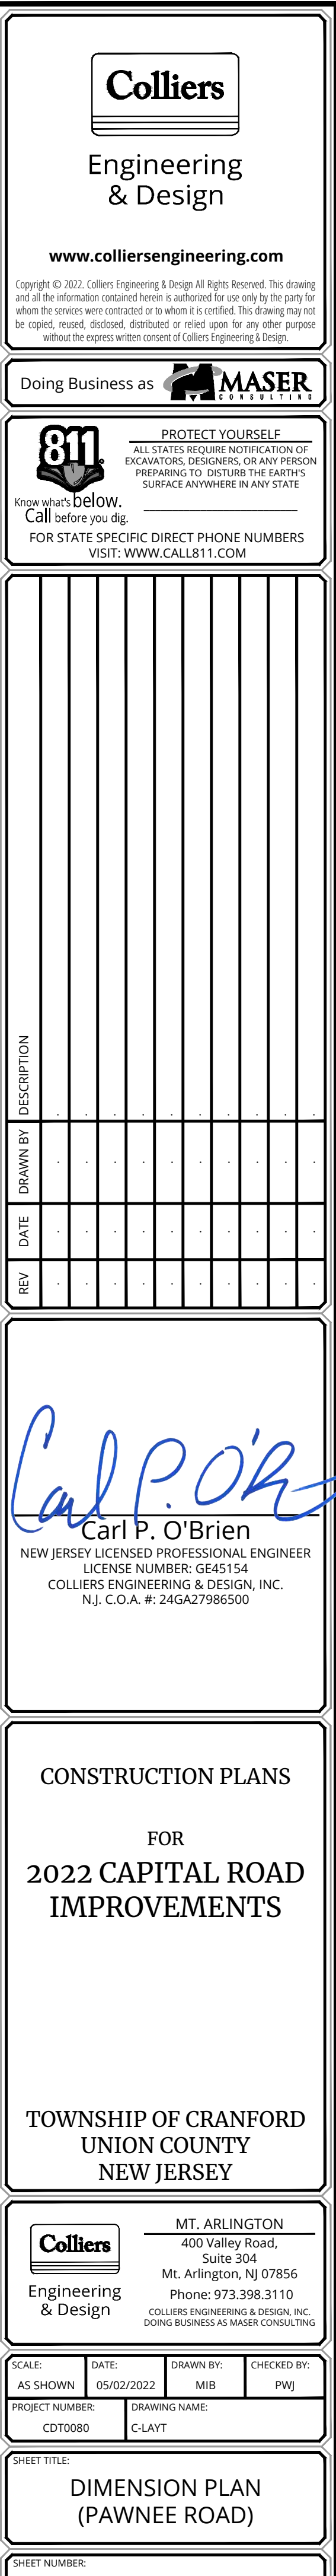 Colliers
Engineering
& Design
www.colliersengineering.com
Copyright © 2022. Colliers Engineering & Design All Rights Reserved. This drawing
and all the information contained herein is authorized for use only by the party for
whom the services were contracted or to whom it is certified. This drawing may not
be copied, reused, disclosed, distributed or relied upon for any other purpose
without the express written consent of Colliers Engineering & Design.
Doing Business as MASER
CONSULTING
811
Know what's below.
Call before you dig.
PROTECT YOURSELF
ALL STATES REQUIRE NOTIFICATION OF
EXCAVATORS, DESIGNERS, OR ANY PERSON
PREPARING TO DISTURB THE EARTH'S
SURFACE ANYWHERE IN ANY STATE
FOR STATE SPECIFIC DIRECT PHONE NUMBERS
VISIT: WWW.CALL811.COM
DESCRIPTION
DRAWN BY
DATE
REV
Carl P. O'Brien
NEW JERSEY LICENSED PROFESSIONAL ENGINEER
LICENSE NUMBER: GE45154
COLLIERS ENGINEERING & DESIGN, INC.
N.J. C.O.A. #: 24GA27986500
CONSTRUCTION PLANS
FOR
2022 CAPITAL ROAD
IMPROVEMENTS
TOWNSHIP OF CRANFORD
UNION COUNTY
NEW JERSEY
Colliers
Engineering
& Design
MT. ARLINGTON
400 Valley Road,
Suite 304
Mt. Arlington, NJ 07856
Phone: 973.398.3110
COLLIERS ENGINEERING & DESIGN, INC.
DOING BUSINESS AS MASER CONSULTING
SCALE: DATE: DRAWN BY: CHECKED BY:
AS SHOWN 05/02/2022 MIB PWJ
PROJECT NUMBER: DRAWING NAME:
CDT0080 C-LAYT
SHEET TITLE:
DIMENSION PLAN
(PAWNEE ROAD)
SHEET NUMBER: